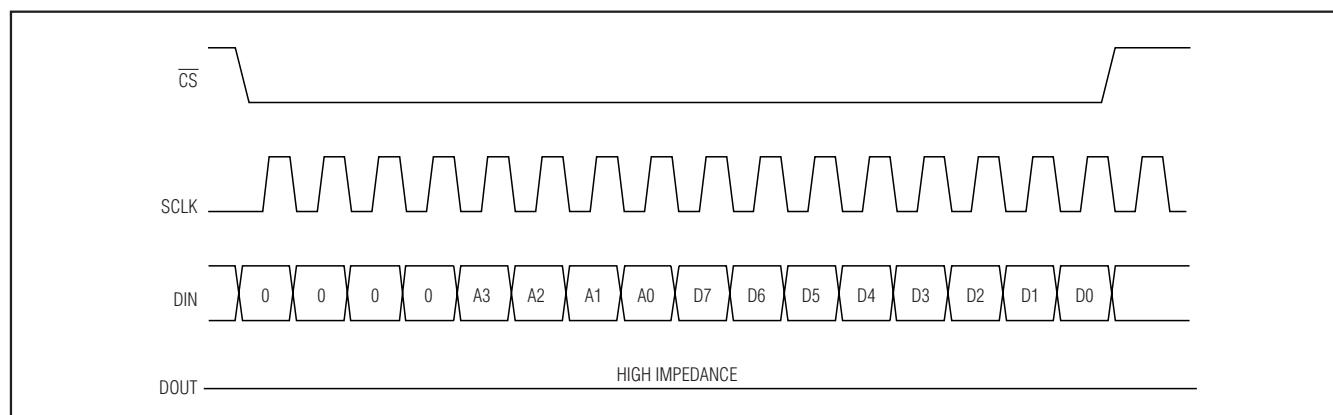 CS
SCLK
DIN 0 0 0 0 A3 A2 A1 A0 D7 D6 D5 D4 D3 D2 D1 D0
HIGH IMPEDANCE
DOUT